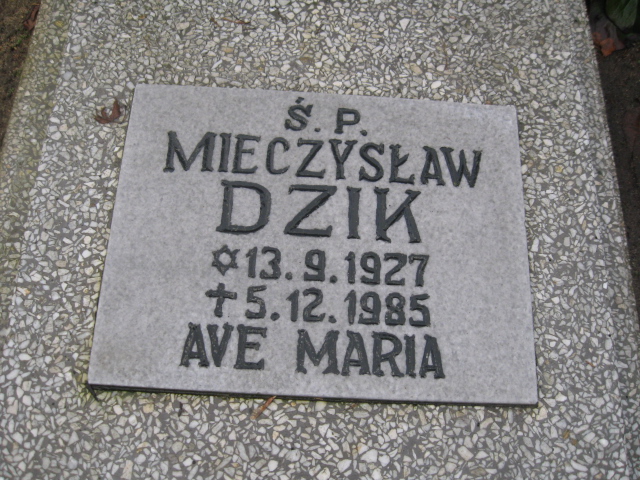 Ś. P.
MIECZYSŁAW
DZIK
✡13.9.1927
✝5.12.1985
AVE MARIA